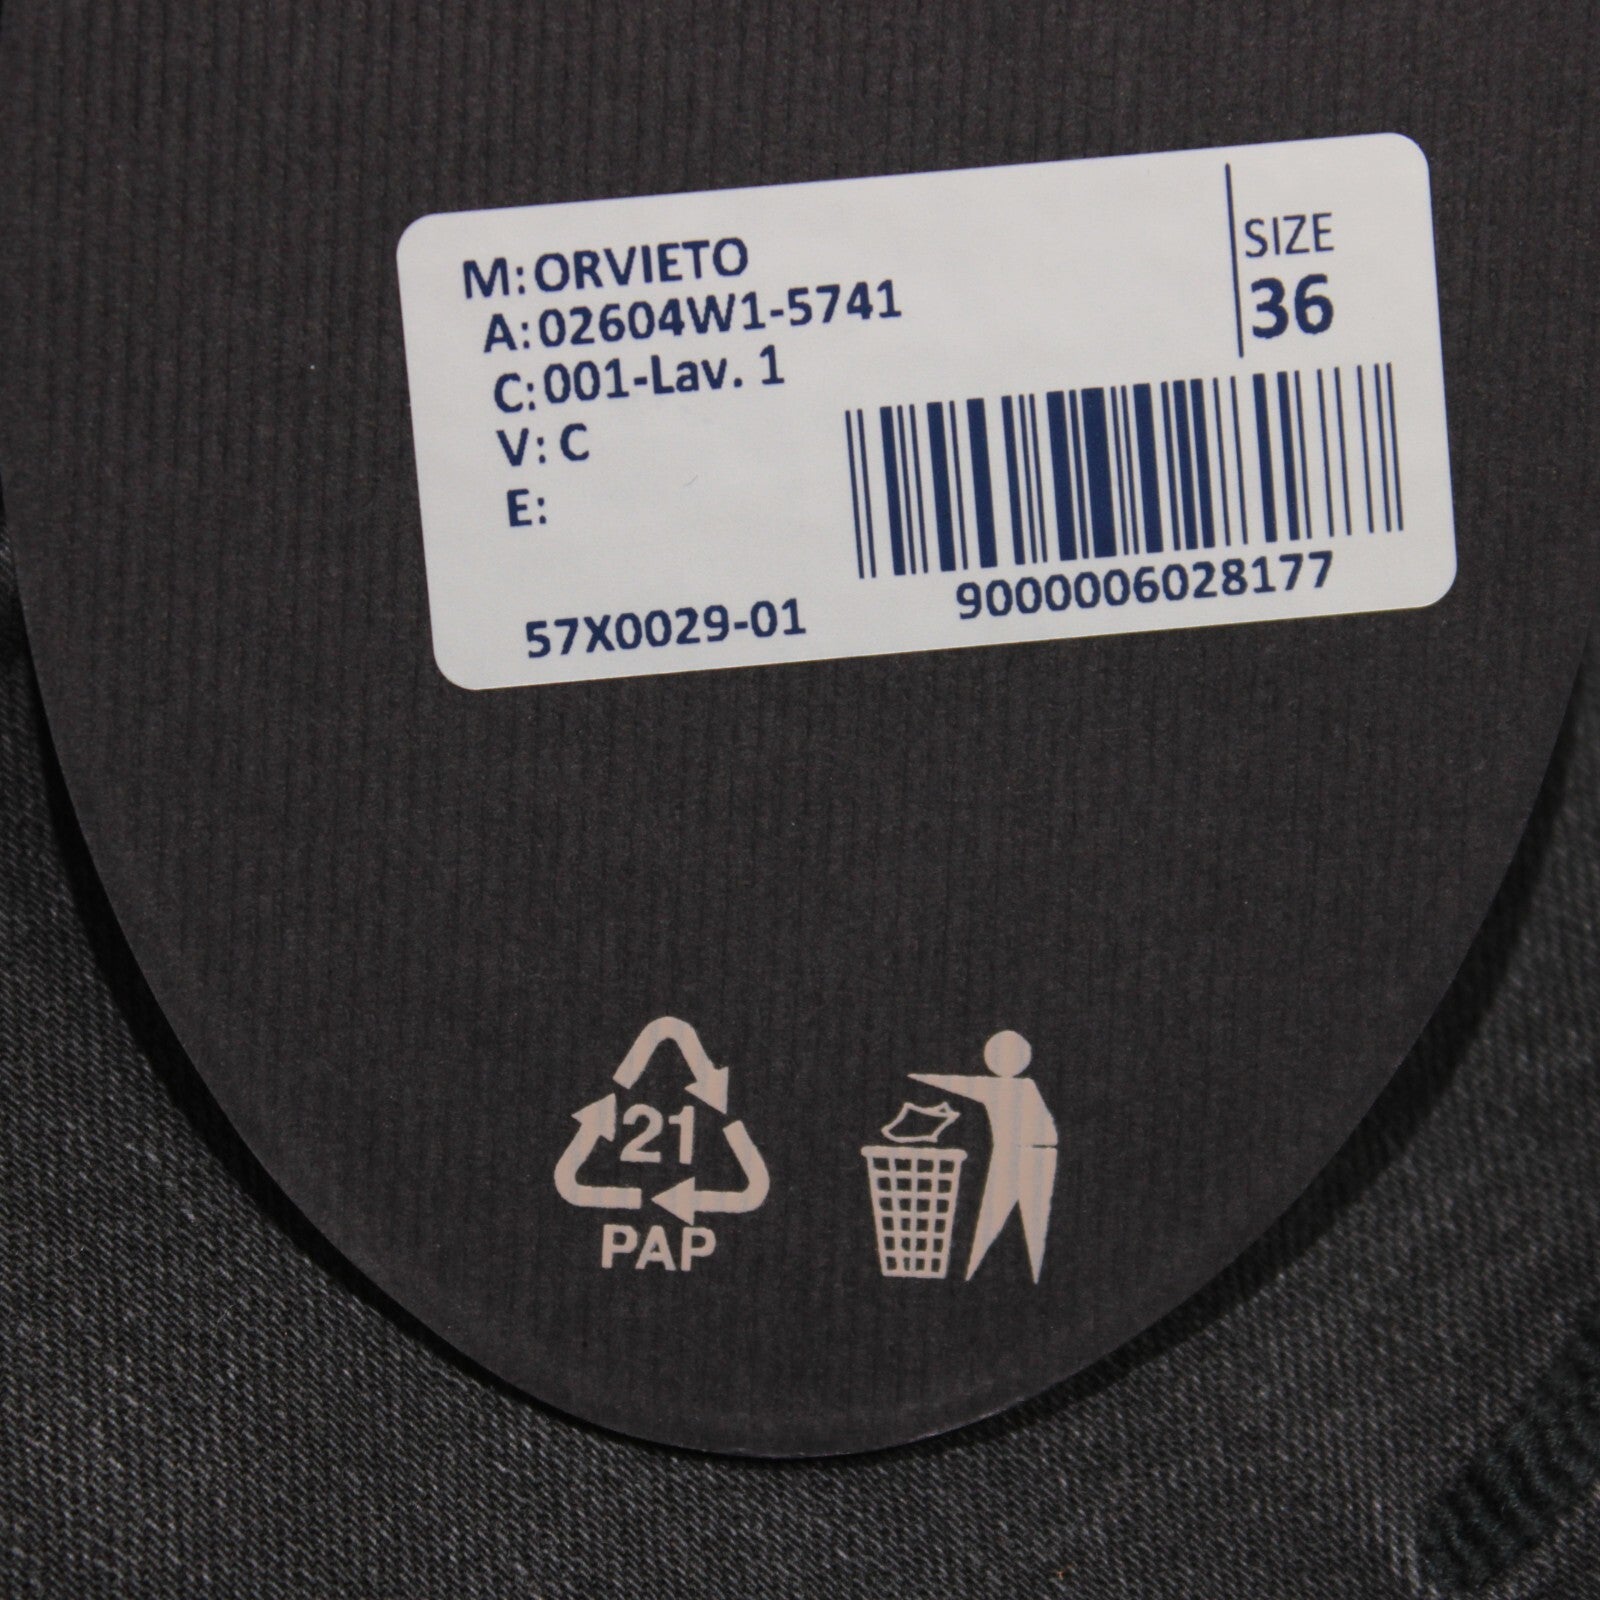 M: ORVIETO
A: 02604W1-5741
C: 001-Lav. 1
V: C
E:
57X0029-01
SIZE
36
9000006028177
21
PAP